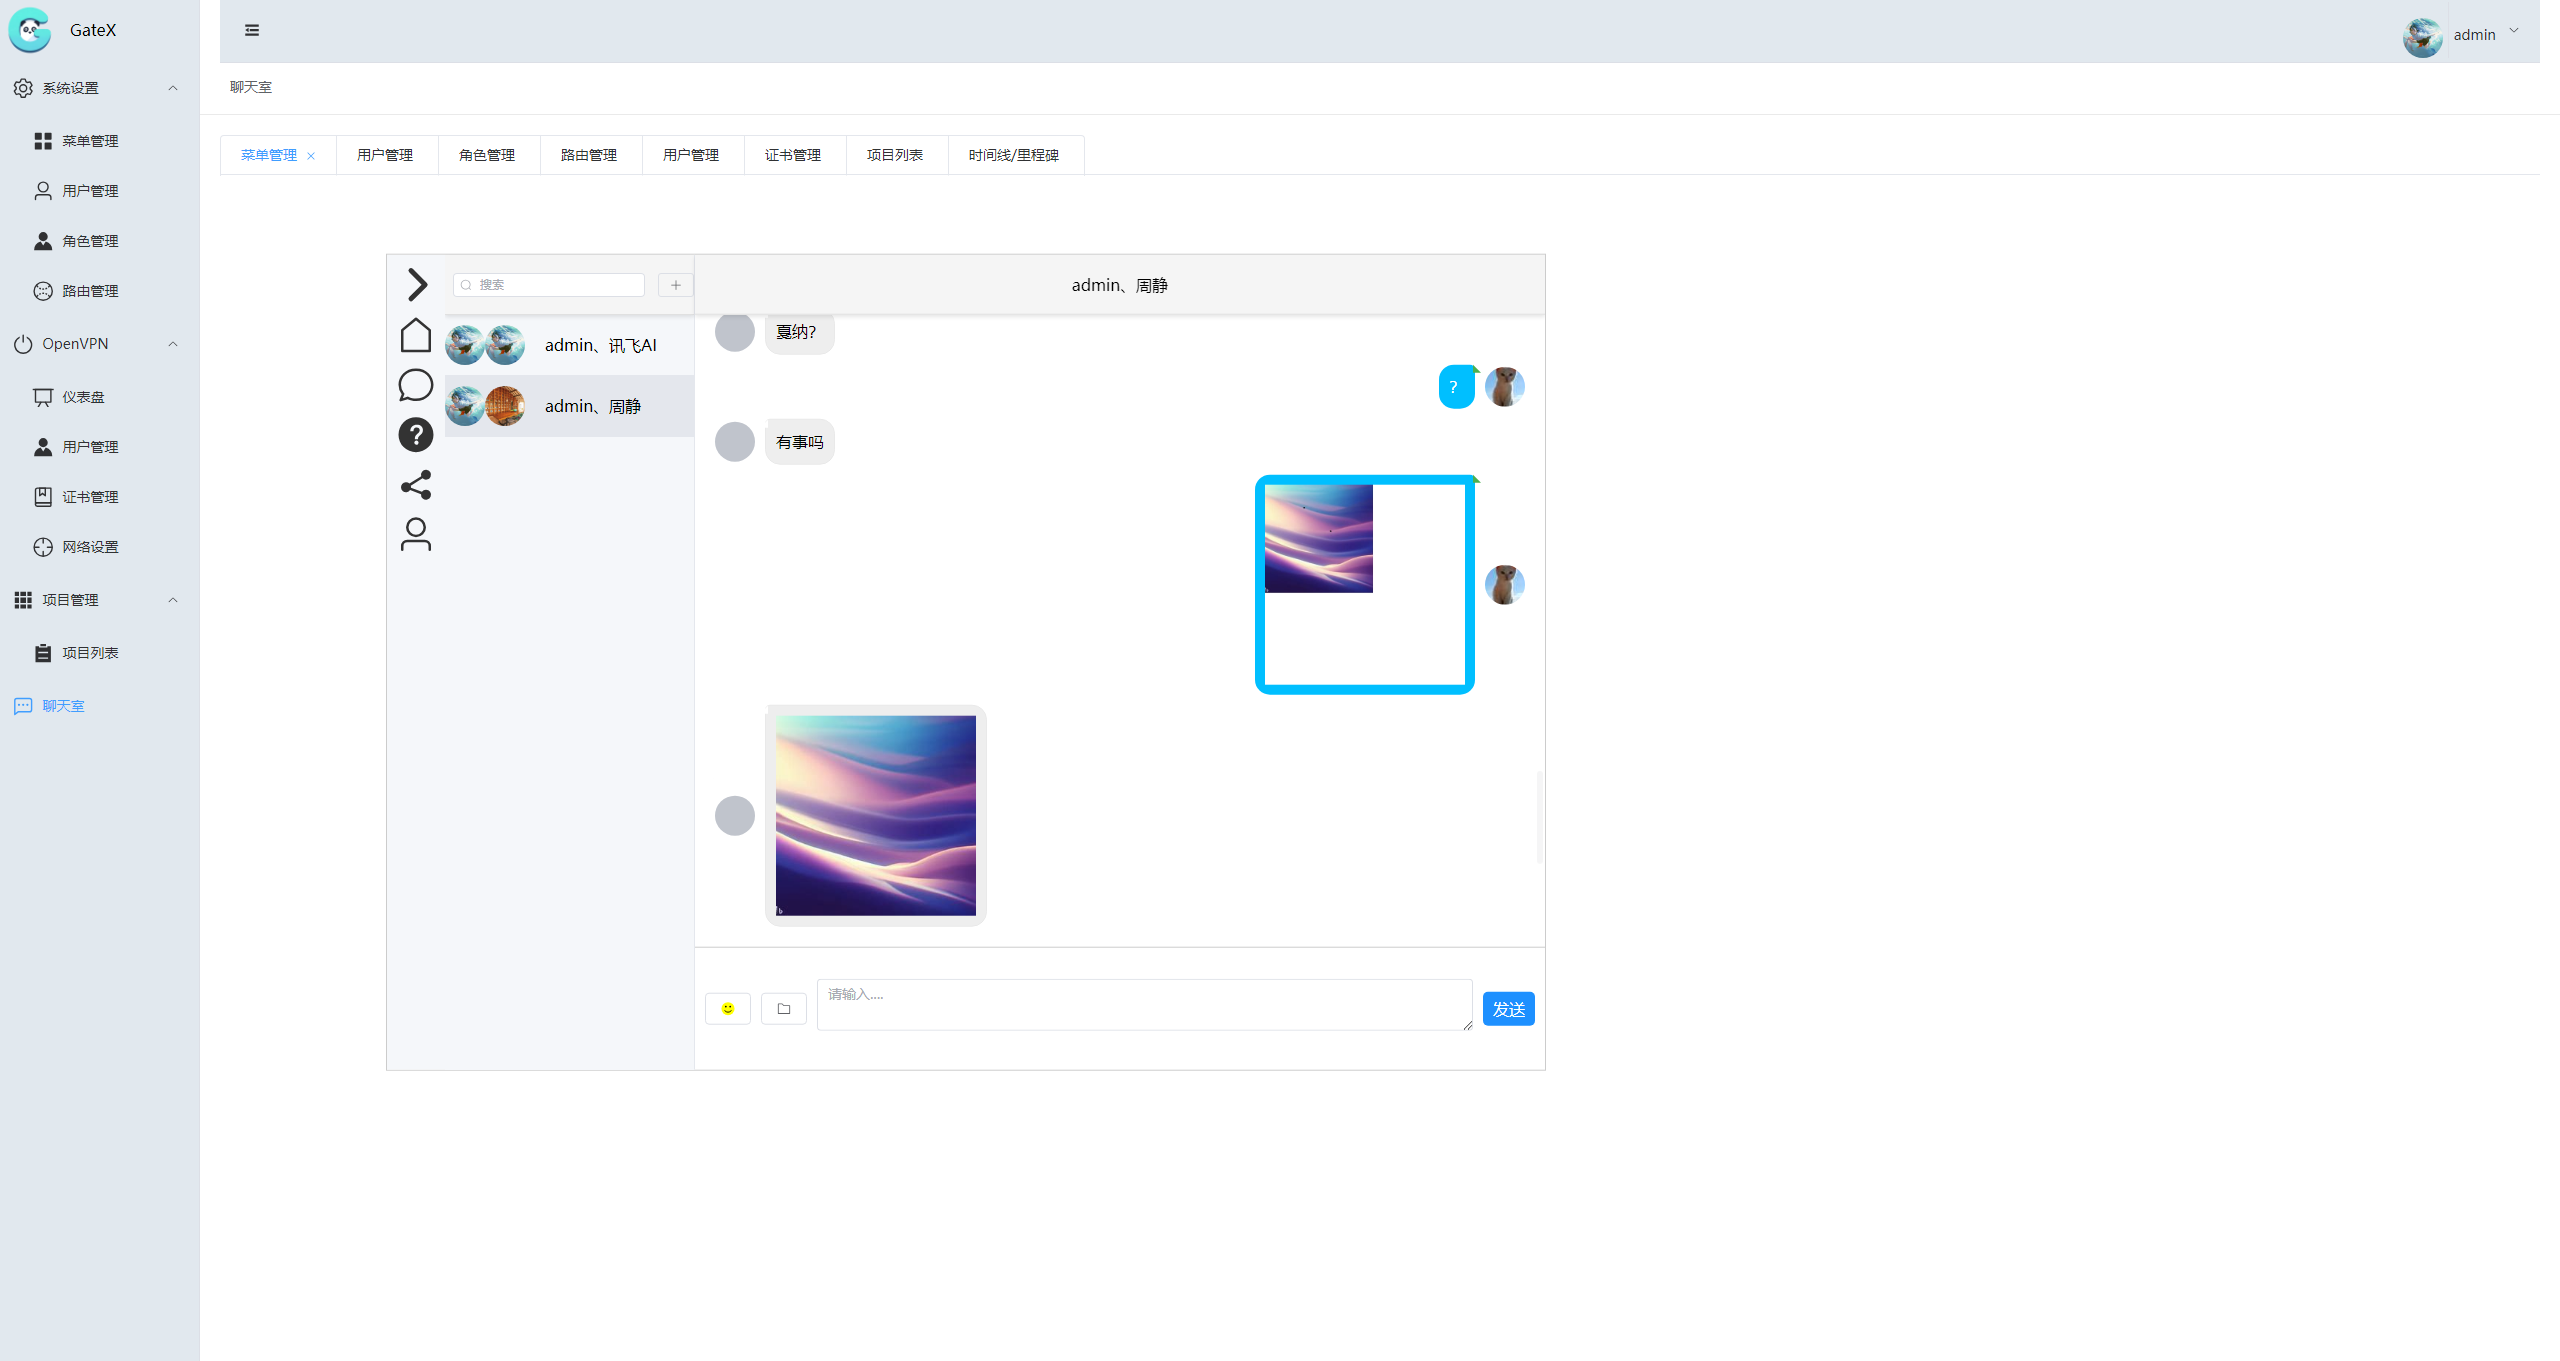 GateX
admin
系统设置
菜单管理
用户管理
角色管理
路由管理
OpenVPN
仪表盘
用户管理
证书管理
网络设置
项目管理
项目列表
聊天室
聊天室
菜单管理
用户管理
角色管理
路由管理
用户管理
证书管理
项目列表
时间线/里程碑
搜索
admin、讯飞AI
admin、周静
admin、周静
戛纳?
?
有事吗
请输入....
发送